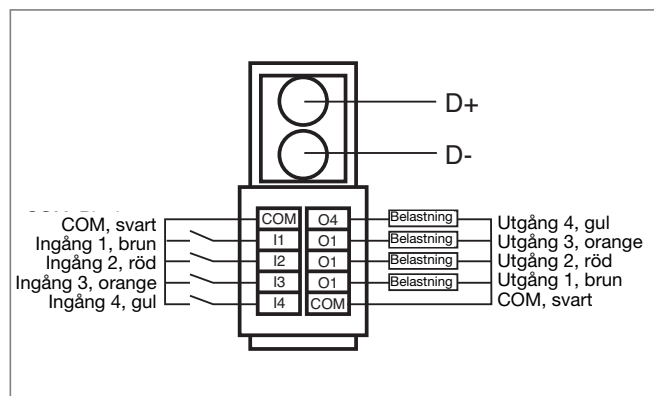 D+
D-
COM, svart
Ingång 1, brun
Ingång 2, röd
Ingång 3, orange
Ingång 4, gul
COM O4
I1 O1
I2 O1
I3 O1
I4 COM
Belastning
Belastning
Belastning
Belastning
Utgång 4, gul
Utgång 3, orange
Utgång 2, röd
Utgång 1, brun
COM, svart